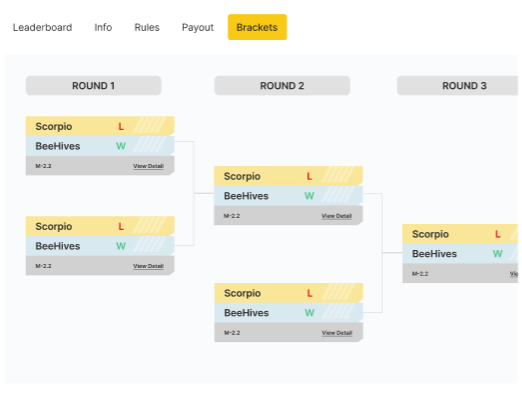 Leaderboard Info Rules Payout Brackets
ROUND 1 ROUND 2 ROUND 3
Scorpio L
BeeHives W
M-2.2 View Detail
Scorpio L
BeeHives W
M-2.2 View Detail
Scorpio L
BeeHives W
M-2.2 View Detail
Scorpio L
BeeHives W
M-2.2 View Detail
Scorpio L
BeeHives W
M-2.2